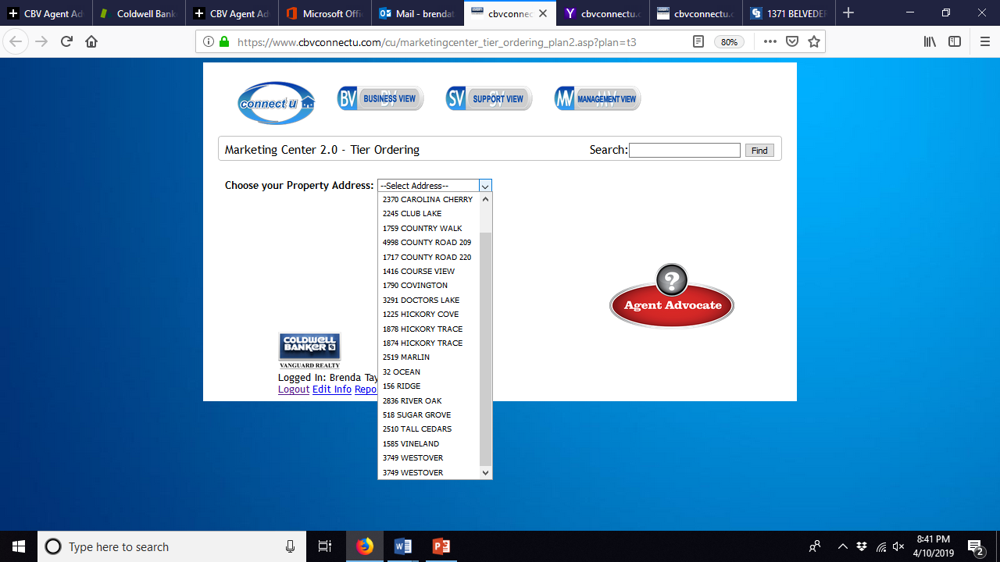 CBV Agent Ad
Coldwell Bank
CBV Agent Ad
Microsoft Offi
Mail - brendat
cbvconnec
cbvconnectu.c
cbvconnectu.c
1371 BELVEDER
https://www.cbvconnectu.com/cu/marketingcenter_tier_ordering_plan2.asp?plan=t3
80%
connect u
BV BUSINESS VIEW
SV SUPPORT VIEW
MV MANAGEMENT VIEW
Marketing Center 2.0 - Tier Ordering
Search:
Find
Choose your Property Address:
--Select Address--
2370 CAROLINA CHERRY
2245 CLUB LAKE
1759 COUNTRY WALK
4998 COUNTY ROAD 209
1717 COUNTY ROAD 220
1416 COURSE VIEW
1790 COVINGTON
3291 DOCTORS LAKE
1225 HICKORY COVE
1878 HICKORY TRACE
1874 HICKORY TRACE
2519 MARLIN
32 OCEAN
156 RIDGE
2836 RIVER OAK
518 SUGAR GROVE
2510 TALL CEDARS
1585 VINELAND
3749 WESTOVER
3749 WESTOVER
?
Agent Advocate
COLDWELL
BANKER
VANGUARD REALTY
Logged In: Brenda Tay
Logout Edit Info Repo
Type here to search
8:41 PM
4/10/2019
2